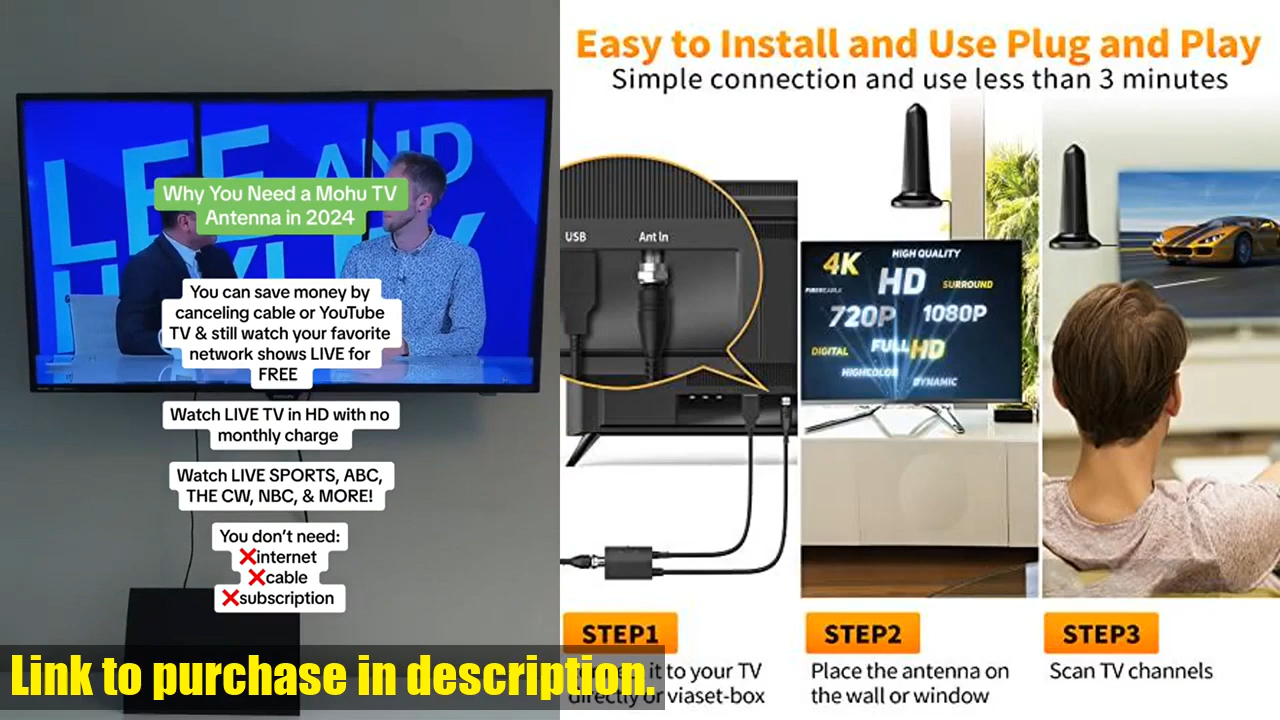 LEE AND
Why You Need a Mohu TV
Antenna in 2024
You can save money by
canceling cable or YouTube
TV & still watch your favorite
network shows LIVE for
FREE
Watch LIVE TV in HD with no
monthly charge
Watch LIVE SPORTS, ABC,
THE CW, NBC, & MORE!
You don’t need:
❌internet
❌cable
❌subscription
Easy to Install and Use Plug and Play
Simple connection and use less than 3 minutes
USB
Ant In
4K
HIGH QUALITY
HD
SURROUND
720P
1080P
DIGITAL
FULL HD
HIGHCOLOR
DYNAMIC
STEP1
it to your TV
directly or viaset-box
STEP2
Place the antenna on
the wall or window
STEP3
Scan TV channels
Link to purchase in description.